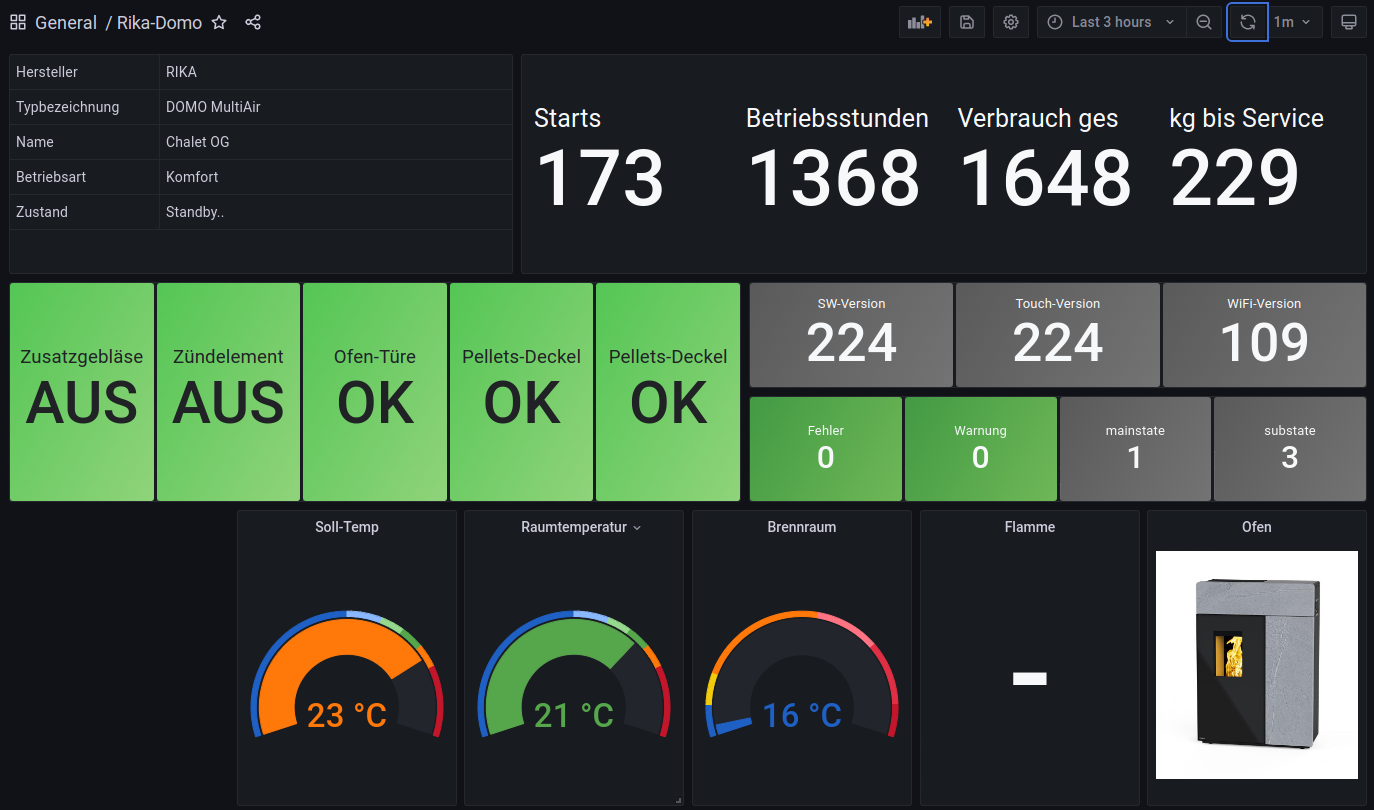 General / Rika-Domo
Last 3 hours
1m
Hersteller RIKA
Typbezeichnung DOMO MultiAir
Name Chalet OG
Betriebsart Komfort
Zustand Standby..
Starts
173
Betriebsstunden
1368
Verbrauch ges
1648
kg bis Service
229
Zusatzgebläse
AUS
Zündelement
AUS
Ofen-Türe
OK
Pellets-Deckel
OK
Pellets-Deckel
OK
SW-Version
224
Touch-Version
224
WiFi-Version
109
Fehler
0
Warnung
0
mainstate
1
substate
3
Soll-Temp
23 °C
Raumtemperatur
21 °C
Brennraum
16 °C
Flamme
-
Ofen